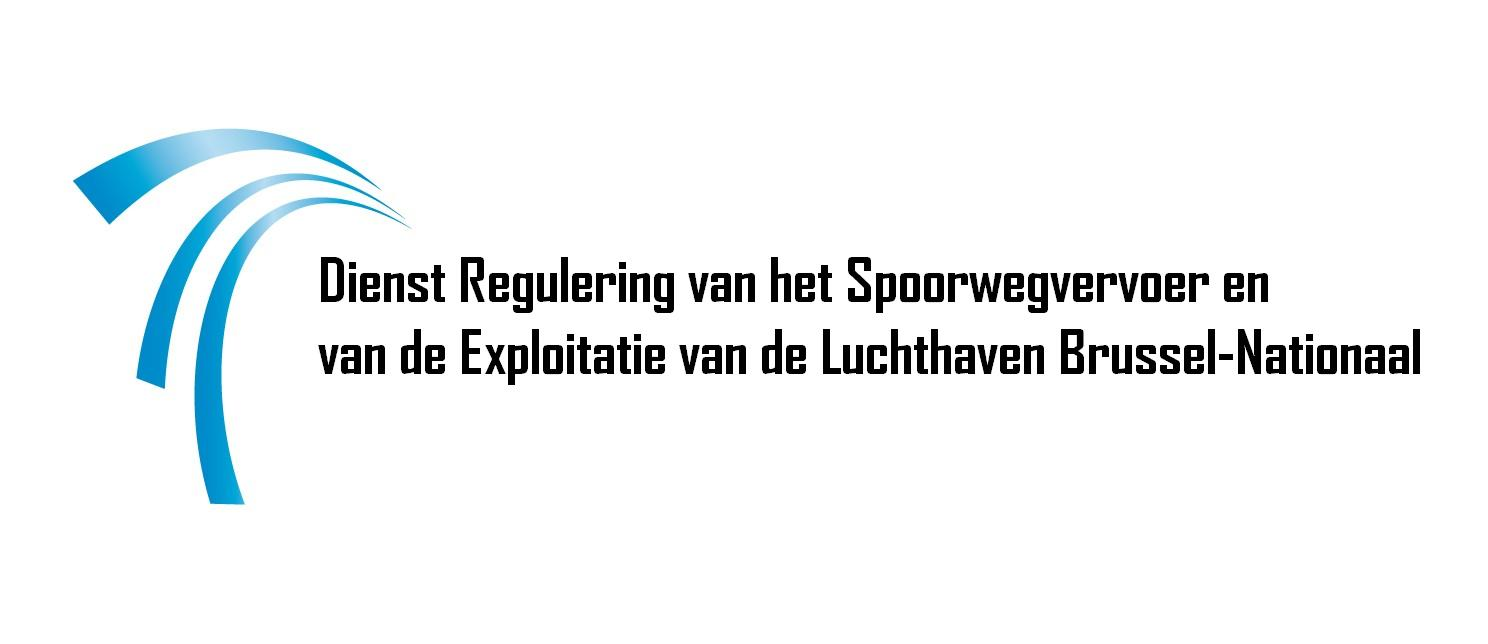 Dienst Regulering van het Spoorwegvervoer en
van de Exploitatie van de Luchthaven Brussel-Nationaal